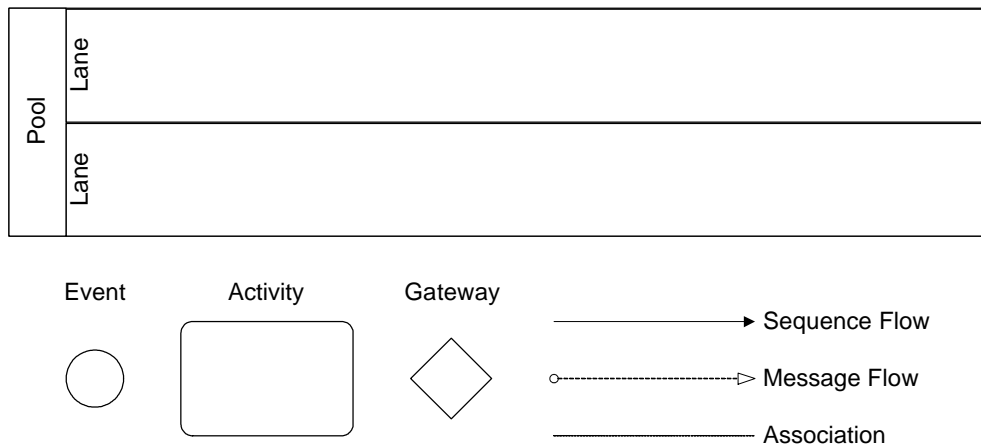 Pool
Lane
Lane
Event
Activity
Gateway
Sequence Flow
Message Flow
Association